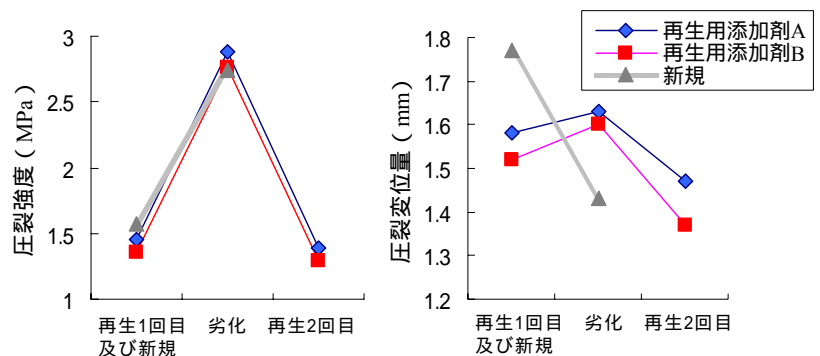 圧裂強度（MPa）
3
2.5
2
1.5
1
再生1回目
及び新規
劣化
再生2回目
圧裂変位量（mm）
1.8
1.7
1.6
1.5
1.4
1.3
1.2
再生1回目
及び新規
劣化
再生2回目
再生用添加剤A
再生用添加剤B
新規